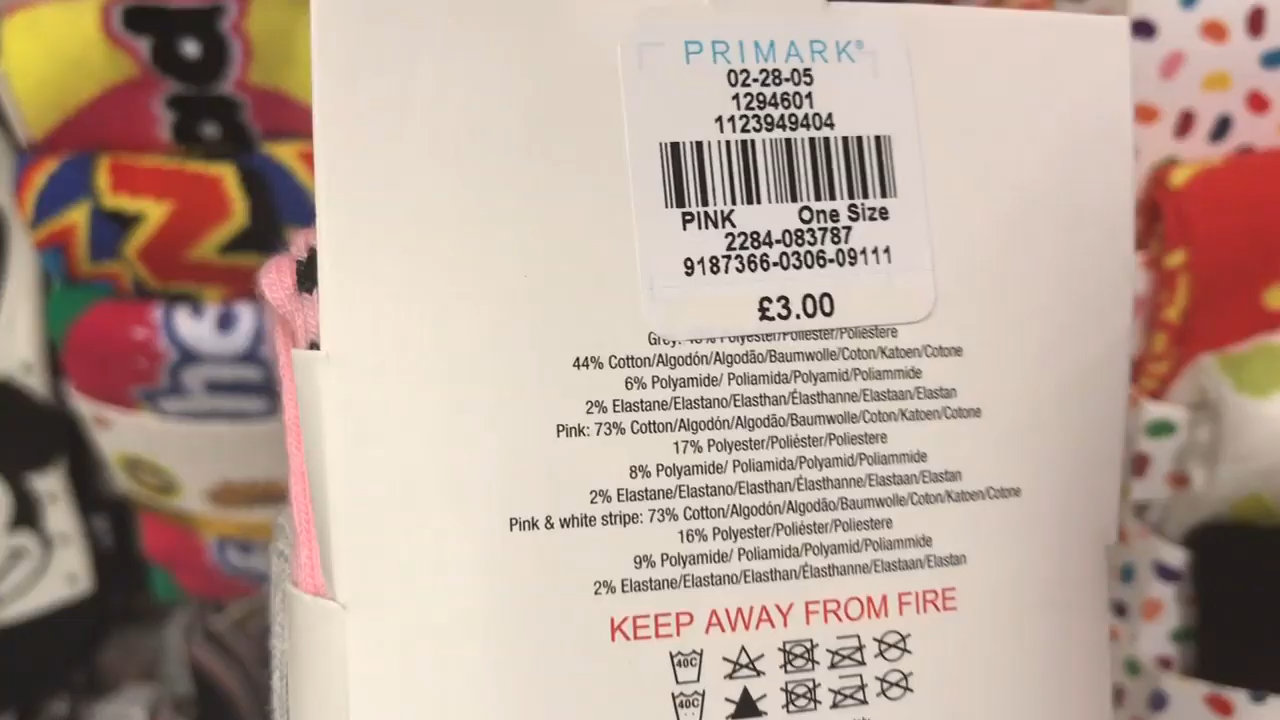 PRIMARK®
02-28-05
1294601
1123949404
PINK One Size
2284-083787
9187366-0306-09111
£3.00
Grey: Polyester/Poliéster/Poliestere
44% Cotton/Algodón/Algodão/Baumwolle/Coton/Katoen/Cotone
6% Polyamide/ Poliamida/Polyamid/Poliammide
2% Elastane/Elastano/Elasthan/Élasthanne/Elastaan/Elastan
Pink: 73% Cotton/Algodón/Algodão/Baumwolle/Coton/Katoen/Cotone
17% Polyester/Poliéster/Poliestere
8% Polyamide/ Poliamida/Polyamid/Poliammide
2% Elastane/Elastano/Elasthan/Élasthanne/Elastaan/Elastan
Pink & white stripe: 73% Cotton/Algodón/Algodão/Baumwolle/Coton/Katoen/Cotone
16% Polyester/Poliéster/Poliestere
9% Polyamide/ Poliamida/Polyamid/Poliammide
2% Elastane/Elastano/Elasthan/Élasthanne/Elastaan/Elastan
KEEP AWAY FROM FIRE
40C
40C
he